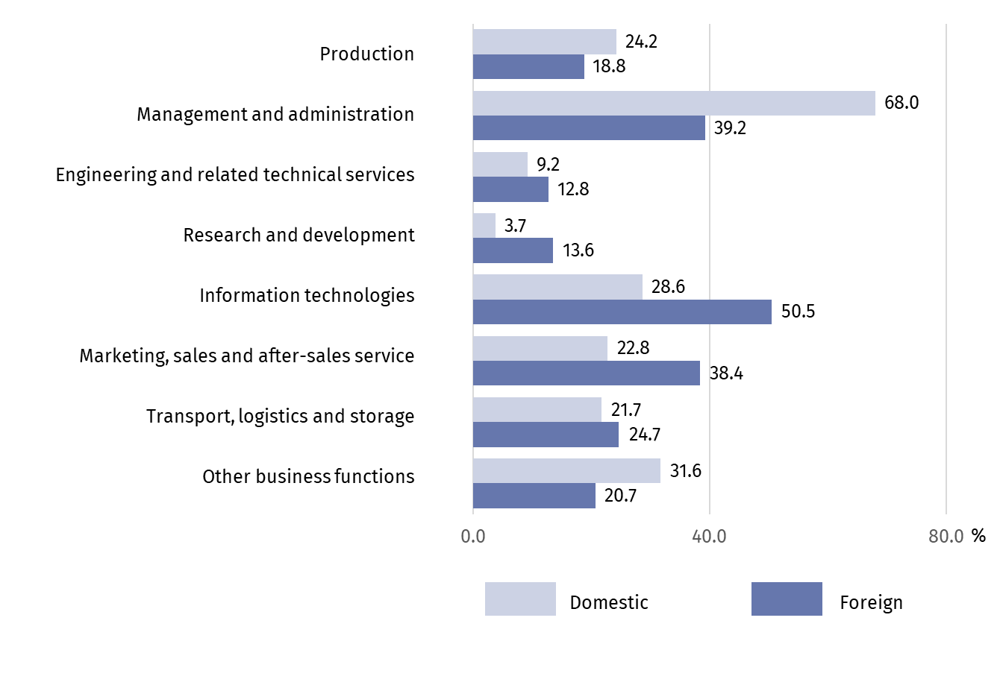 Production
24.2
18.8
Management and administration
68.0
39.2
Engineering and related technical services
9.2
12.8
Research and development
3.7
13.6
Information technologies
28.6
50.5
Marketing, sales and after-sales service
22.8
38.4
Transport, logistics and storage
21.7
24.7
Other business functions
31.6
20.7
0.0 40.0 80.0 %
Domestic Foreign